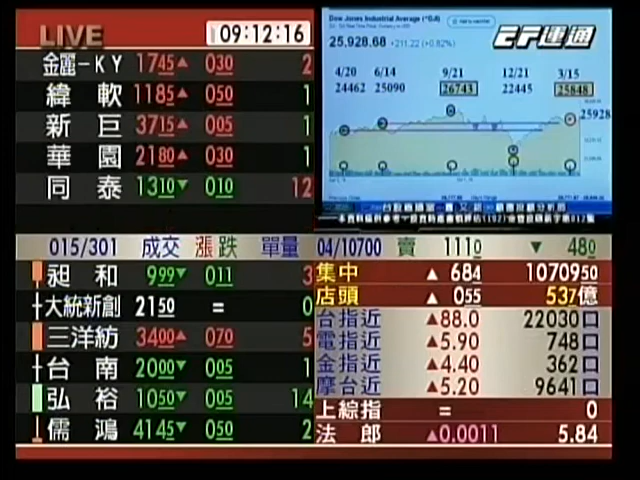 LIVE 09:12:16
金麗-KY 1745▲ 030 2
緯軟 1185▲ 050 1
新巨 3715▲ 005 1
華園 2180▲ 030 1
同泰 1310▼ 010 12
Dow Jones Industrial Average (^DJI)
25,928.68 +211.22 (+0.82%)
4/20 6/14 9/21 12/21 3/15
24462 25090 26743 22445 25848
25928
015/301 成交 漲跌 單量
昶和 999▼ 011 3
大統新創 2150 = 0
三洋紡 3400▲ 070 5
台南 2000▼ 005 1
弘裕 1050▼ 005 14
儒鴻 4145▼ 050 2
04/10700 賣 1110 ▼ 480
集中 ▲ 684 1070950
店頭 ▲ 055 537億
台指近 ▲88.0 22030口
電指近 ▲5.90 748口
金指近 ▲4.40 362口
摩台近 ▲5.20 9641口
上綜指 = 0
法郎 ▲0.0011 5.84